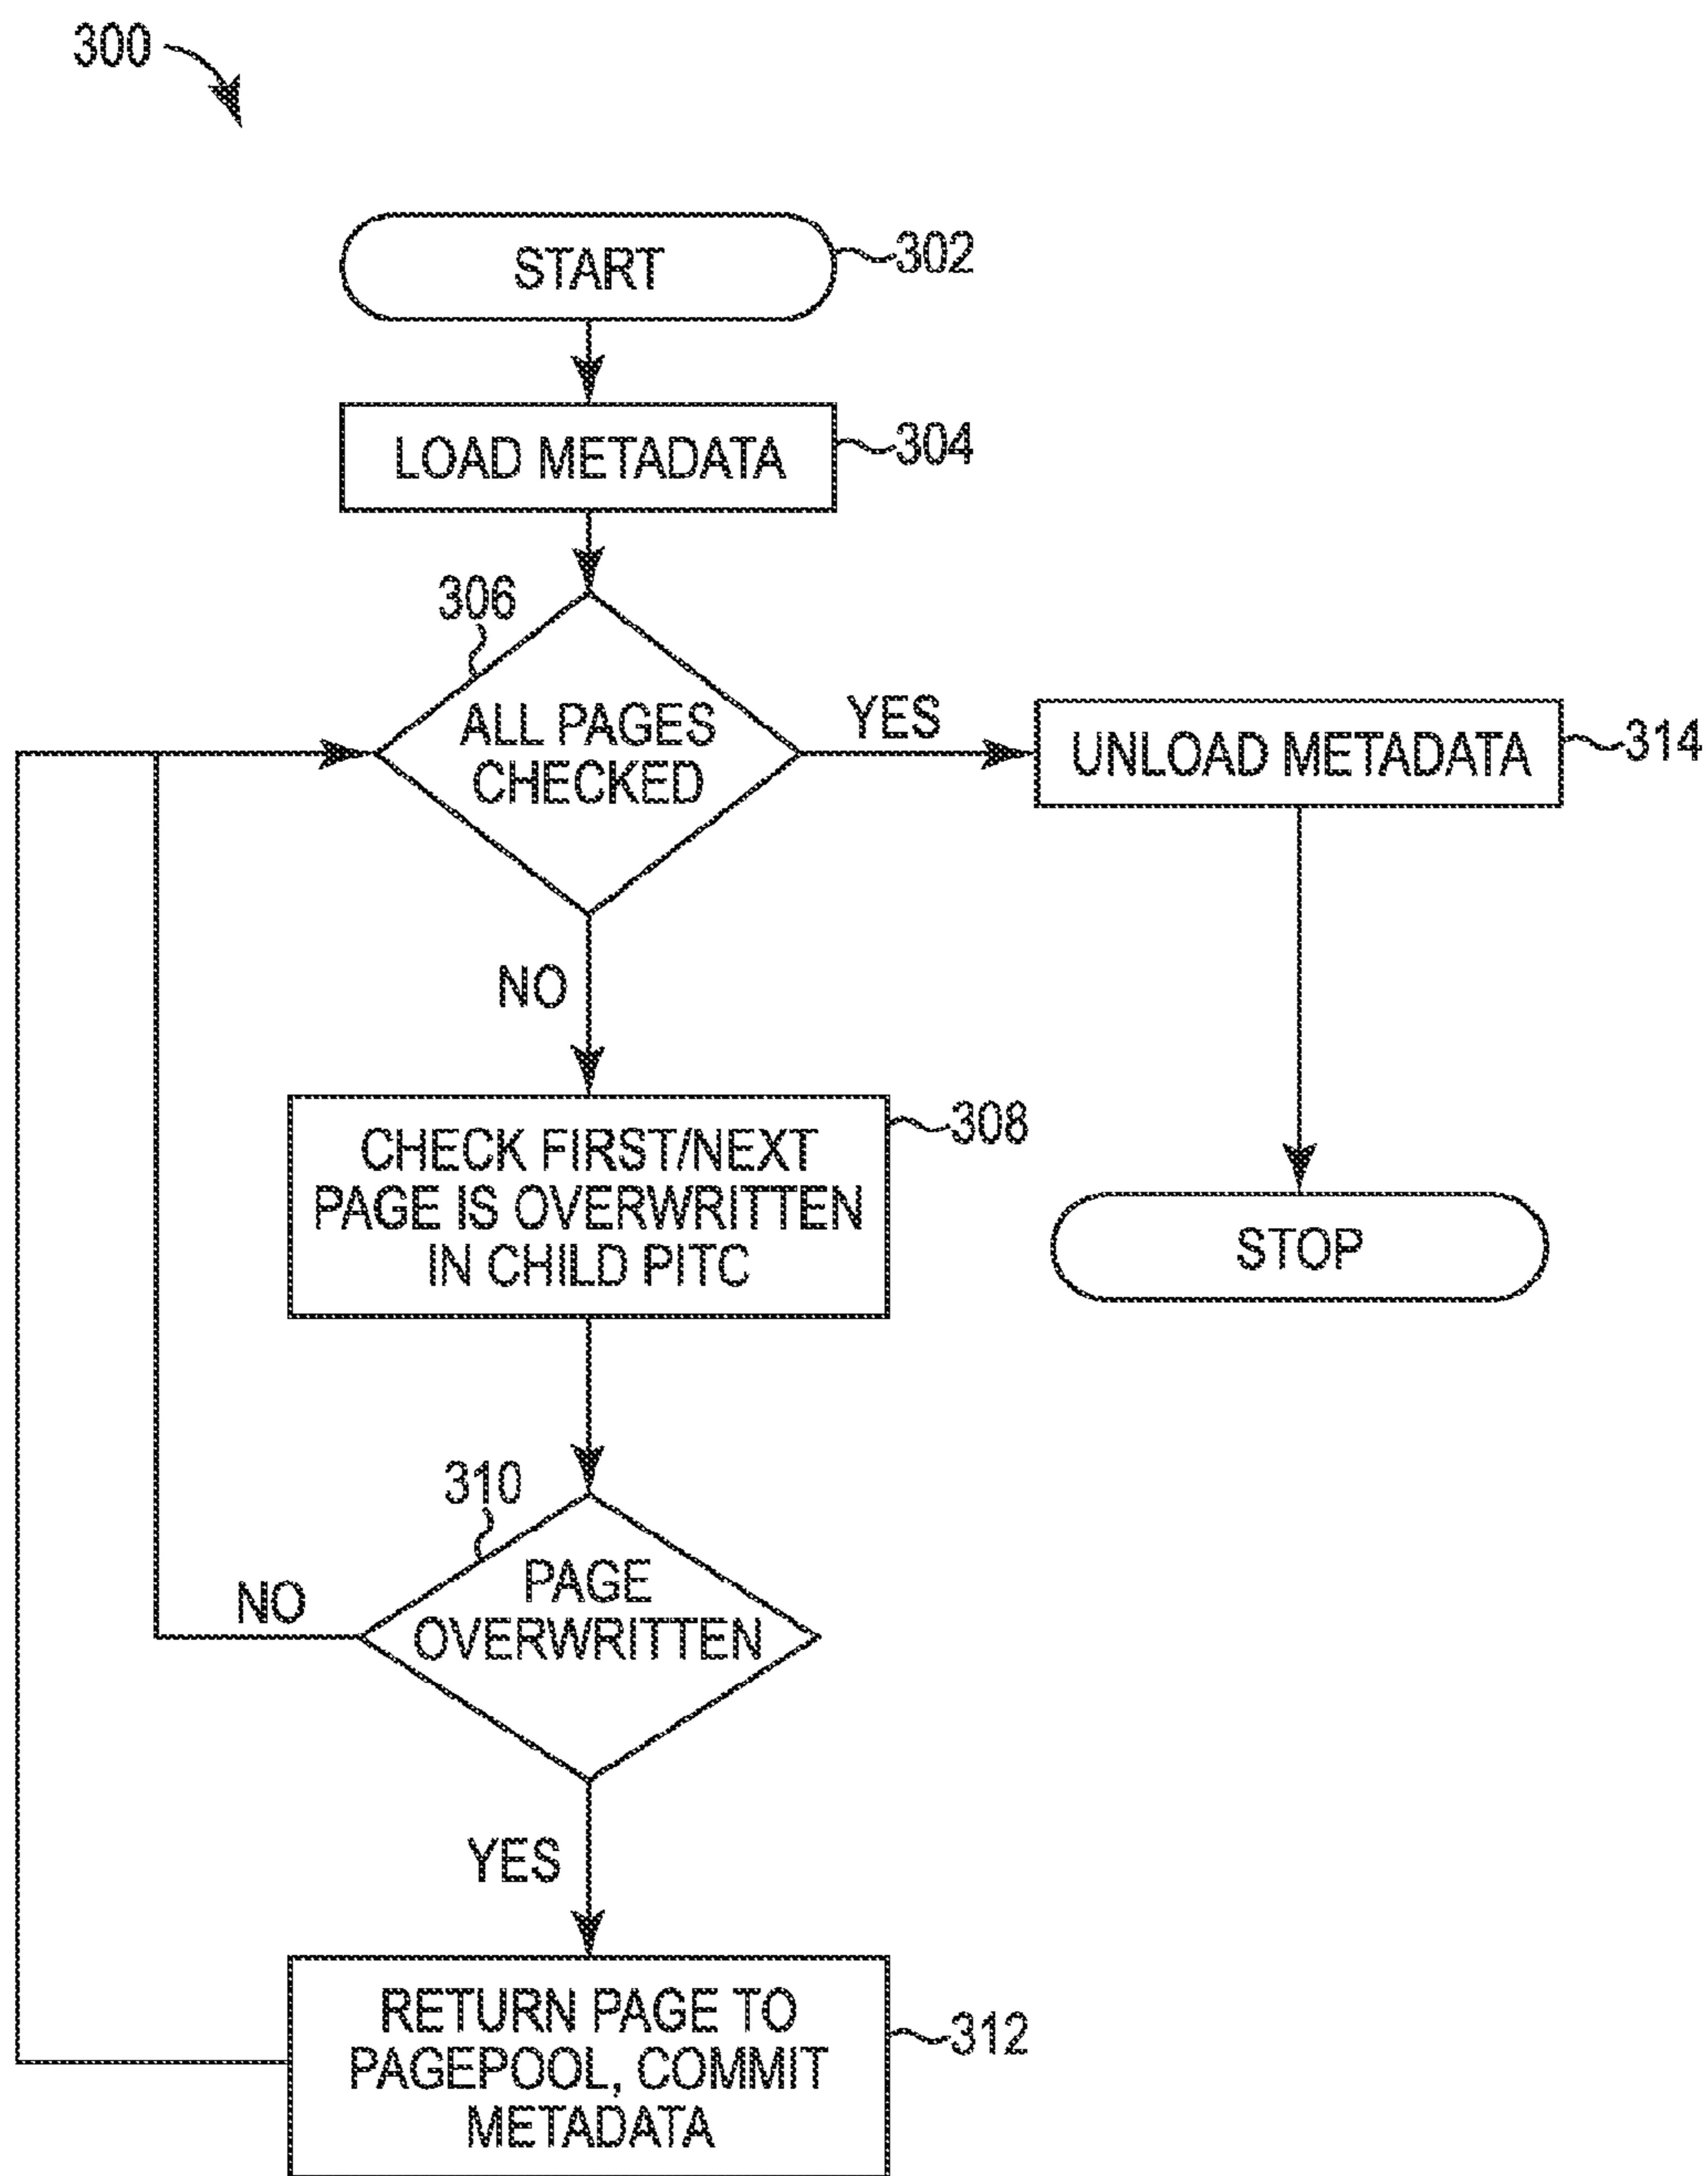 300
START
302
LOAD METADATA
304
306
ALL PAGES
CHECKED
YES
UNLOAD METADATA
314
NO
CHECK FIRST/NEXT
PAGE IS OVERWRITTEN
IN CHILD PITC
308
STOP
310
PAGE
OVERWRITTEN
NO
YES
RETURN PAGE TO
PAGEPOOL, COMMIT
METADATA
312